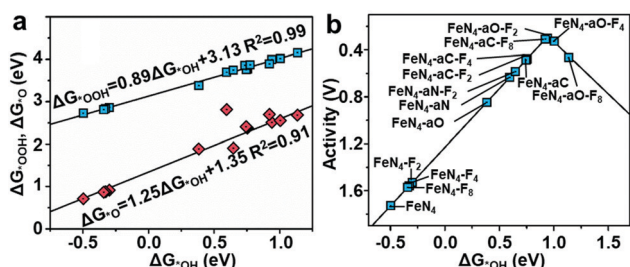 a
ΔG*OOH, ΔG*O (eV)
5
4
3
2
1
0
ΔG*OOH=0.89ΔG*OH+3.13 R²=0.99
ΔG*O=1.25ΔG*OH+1.35 R²=0.91
-0.5
0.0
0.5
1.0
ΔG*OH (eV)
b
Activity (V)
0.4
0.8
1.2
1.6
FeN₄-aO-F₂
FeN₄-aC-F₈
FeN₄-aO-F₄
FeN₄-aC-F₄
FeN₄-aC-F₂
FeN₄-aC
FeN₄-aN-F₂
FeN₄-aO-F₈
FeN₄-aN
FeN₄-aO
FeN₄-F₂
FeN₄-F₄
FeN₄-F₈
FeN₄
-0.5
0.0
0.5
1.0
1.5
ΔG*OH (eV)